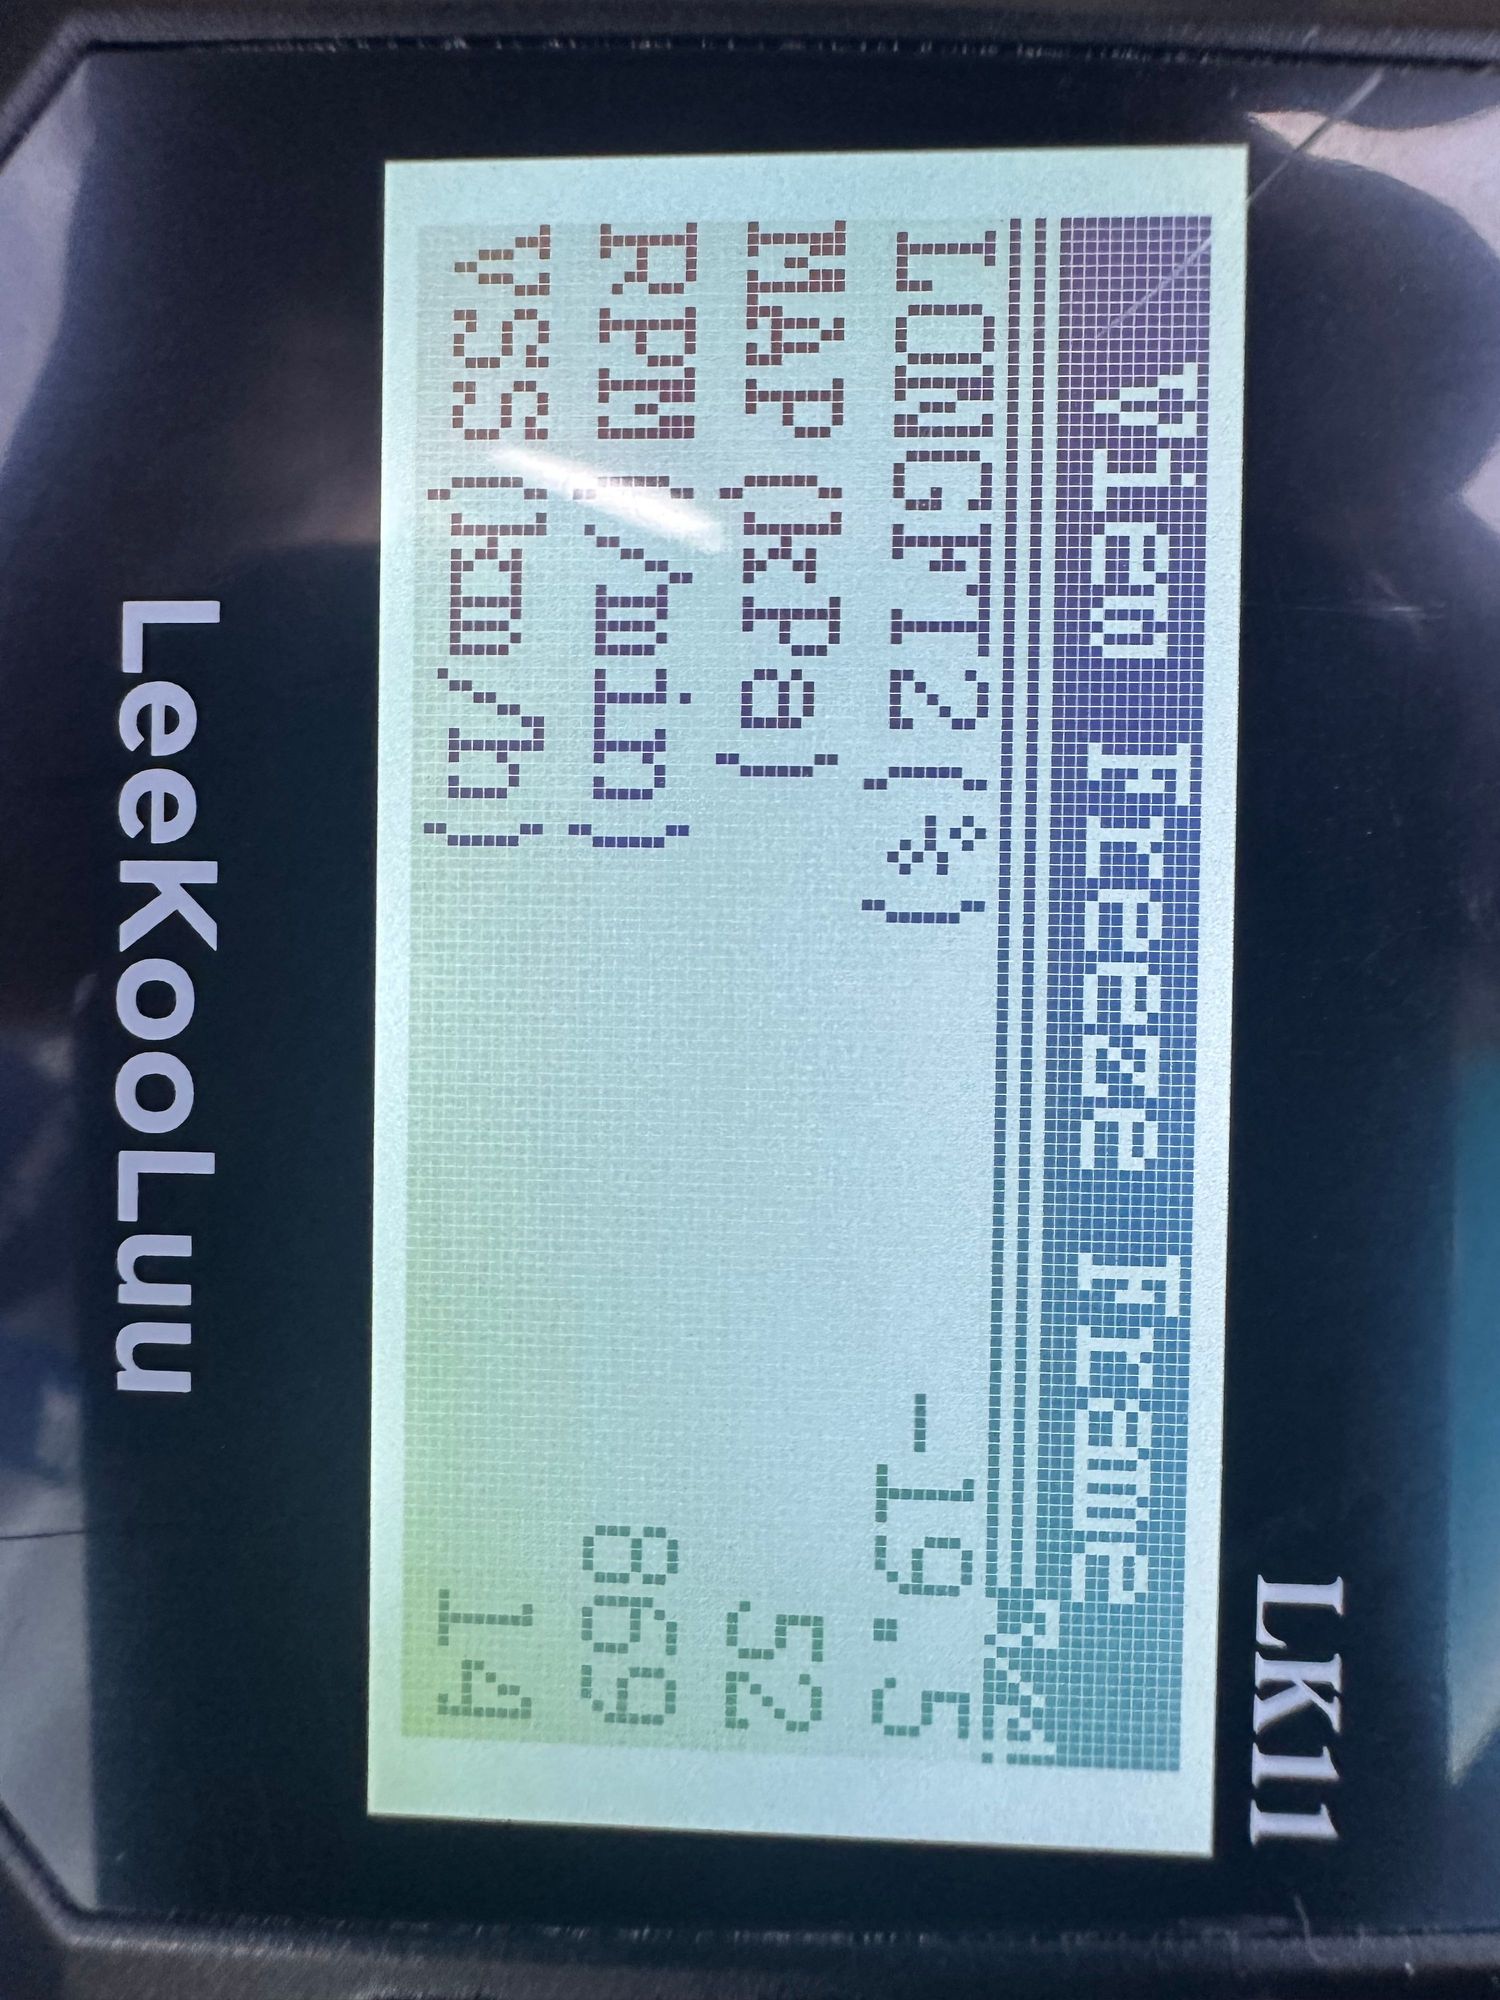 LK11
View Freeze Frame
LONGFT2(%) -19.5
MAP(kPa) 52
RPM(/min) 869
VSS(km/h) 14
LeeKooLuu